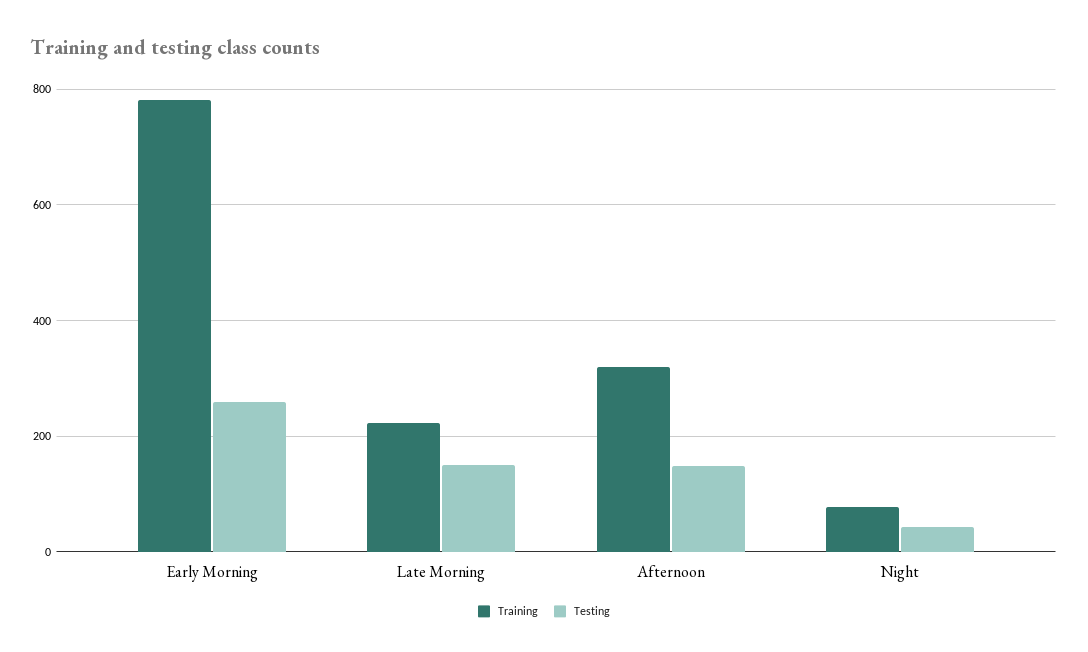 Training and testing class counts
800
600
400
200
0
Early Morning Late Morning Afternoon Night
Training Testing